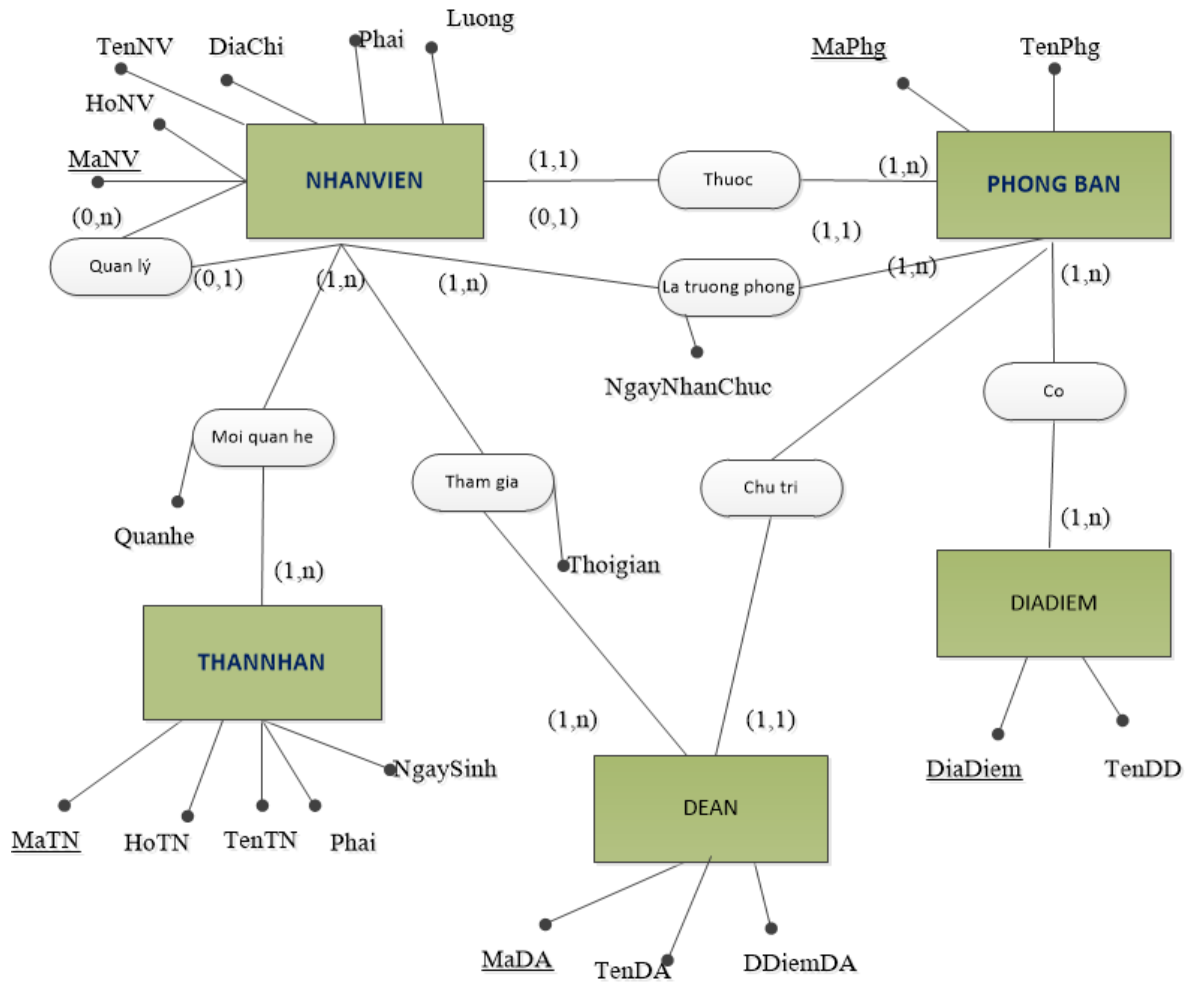 Luong
TenNV
DiaChi
Phai
MaPhg
TenPhg
HoNV
MaNV
NHANVIEN
(1,1)
Thuoc
(1,n)
PHONG BAN
(0,n)
(0,1)
(1,1)
Quan lý
(0,1)
(1,n)
(1,n)
La truong phong
(1,n)
(1,n)
NgayNhanChuc
Co
Moi quan he
Tham gia
Chu tri
Quanhe
(1,n)
Thoigian
(1,n)
DIADIEM
THANNHAN
(1,n)
(1,1)
NgaySinh
DiaDiem
TenDD
MaTN
HoTN
TenTN
Phai
DEAN
MaDA
TenDA
DDiemDA